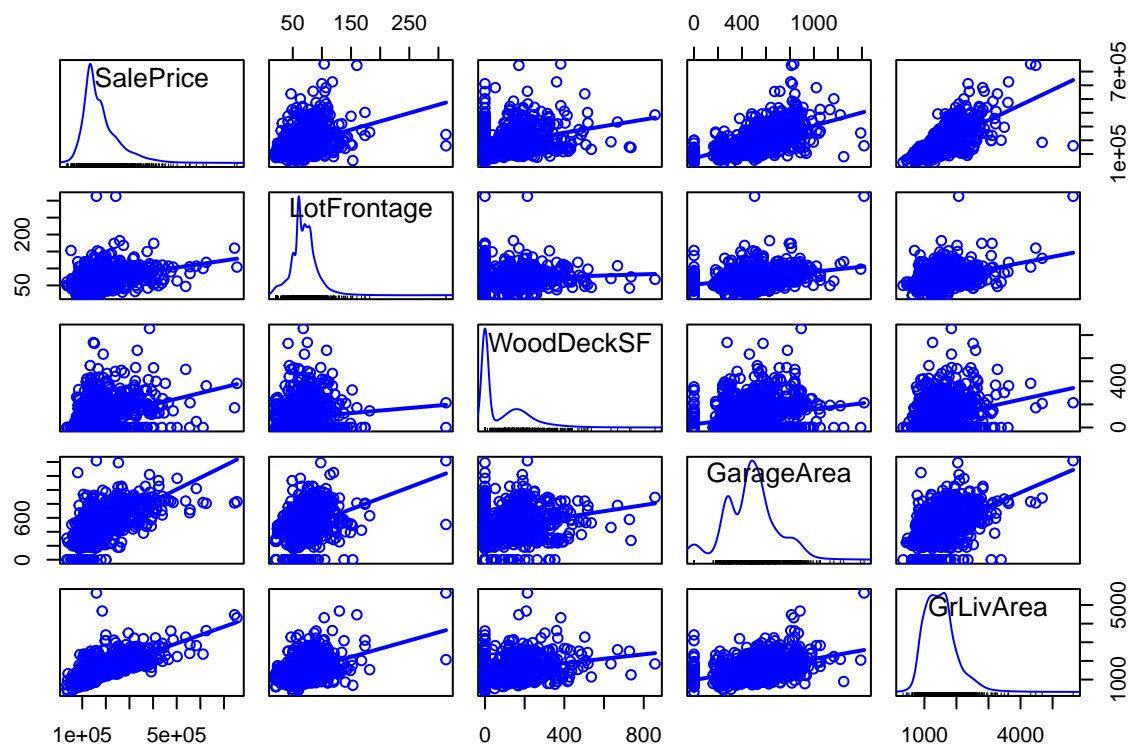 50 150 250
0 400 1000
SalePrice
1e+05 7e+05
LotFrontage
50 200
WoodDeckSF
0 400
GarageArea
0 600
GrLivArea
1000 5000
1e+05 5e+05
0 400 800
1000 4000